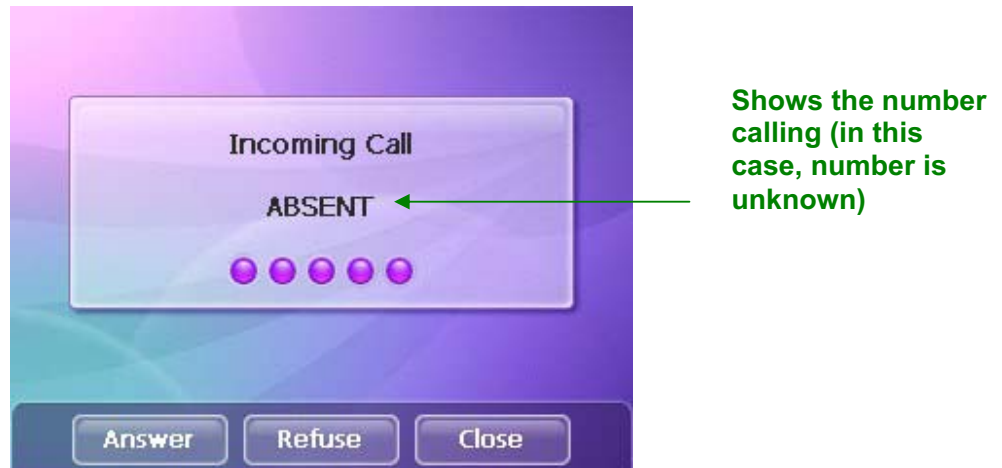 Incoming Call
ABSENT
Answer Refuse Close
Shows the number
calling (in this
case, number is
unknown)